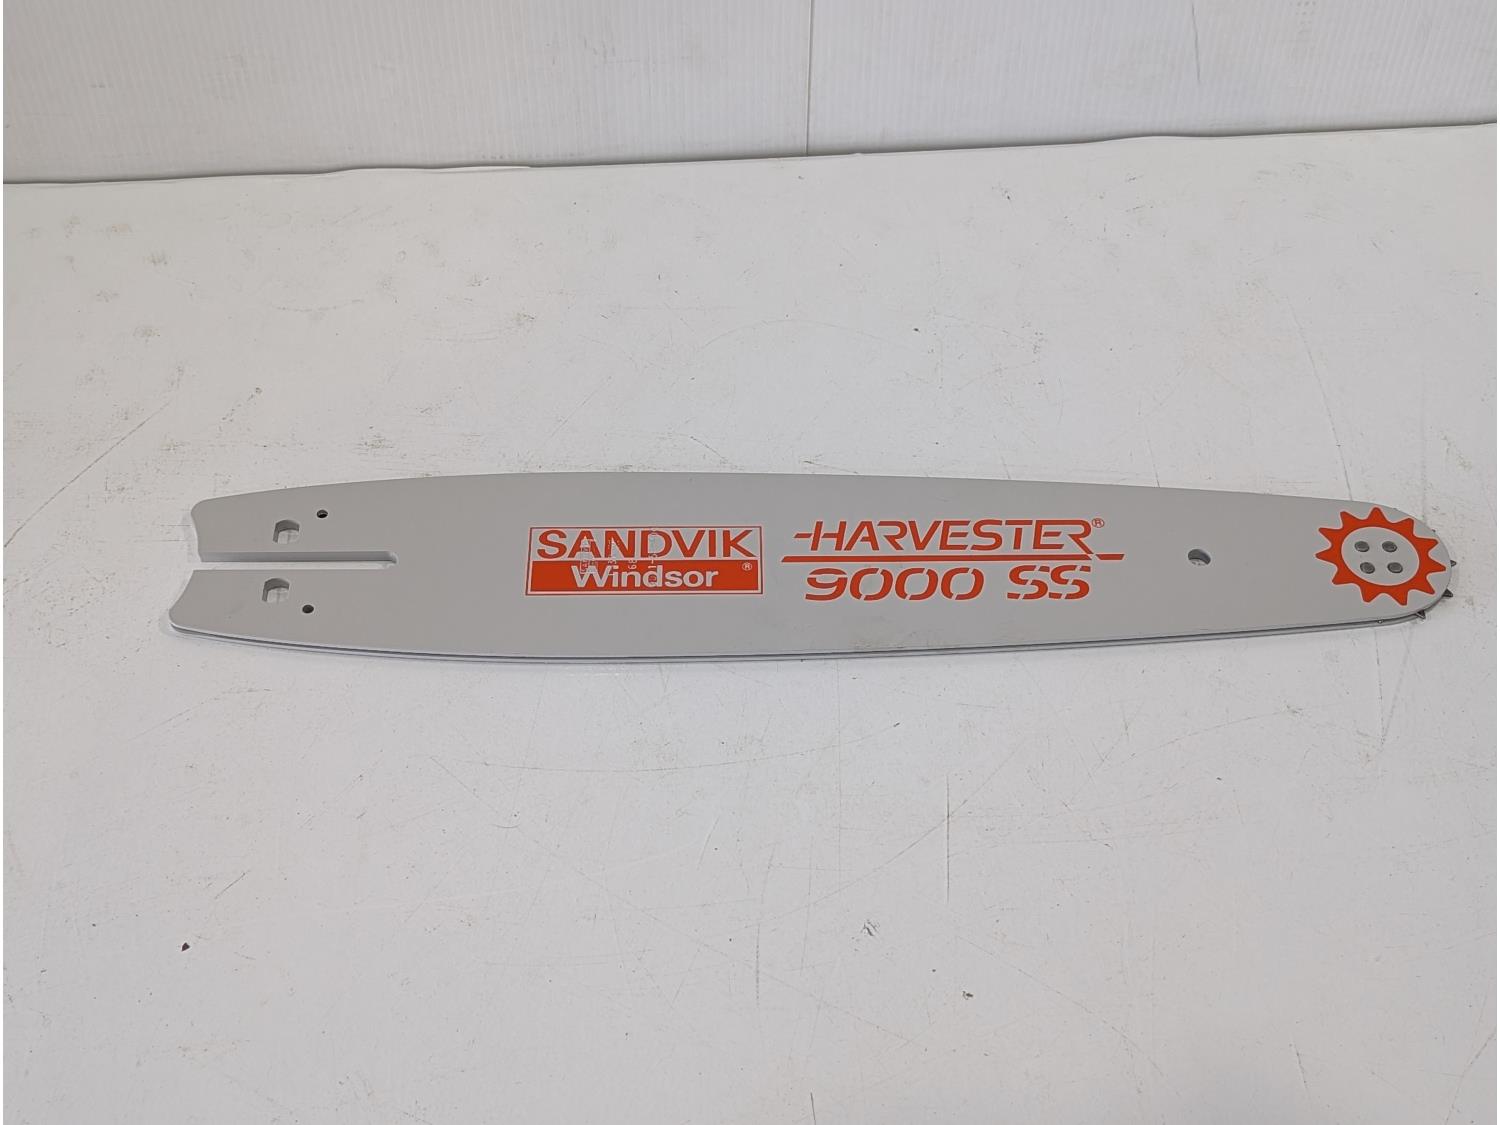 SANDVIK
Windsor ®
HARVESTER®
9000 SS